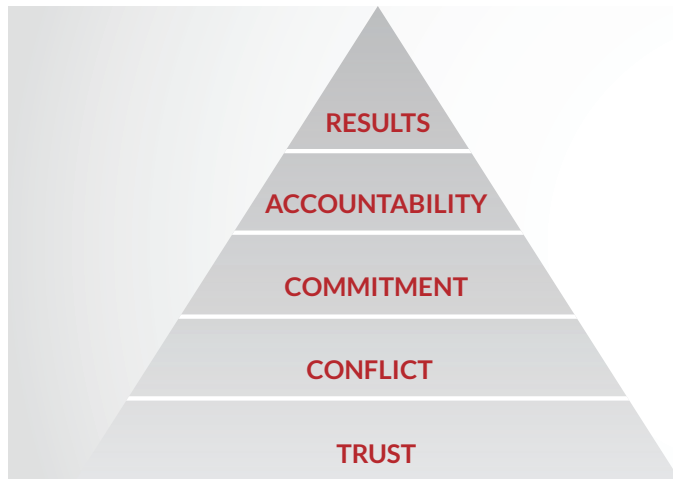 RESULTS
ACCOUNTABILITY
COMMITMENT
CONFLICT
TRUST